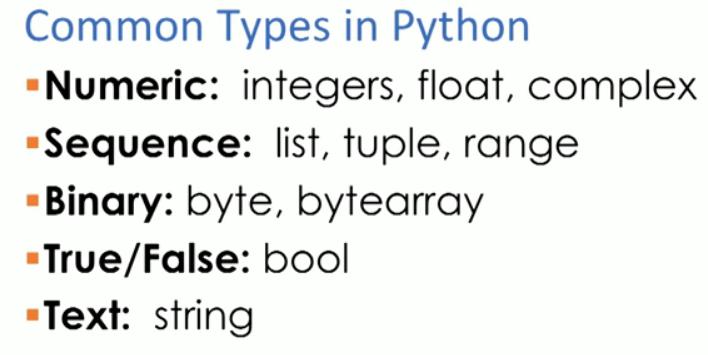 Common Types in Python
▪Numeric: integers, float, complex
▪Sequence: list, tuple, range
▪Binary: byte, bytearray
▪True/False: bool
▪Text: string